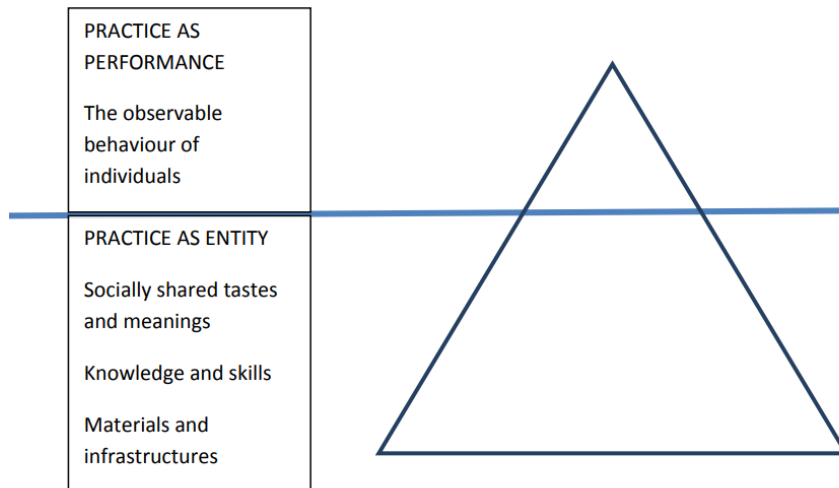 PRACTICE AS
PERFORMANCE
The observable
behaviour of
individuals
PRACTICE AS ENTITY
Socially shared tastes
and meanings
Knowledge and skills
Materials and
infrastructures